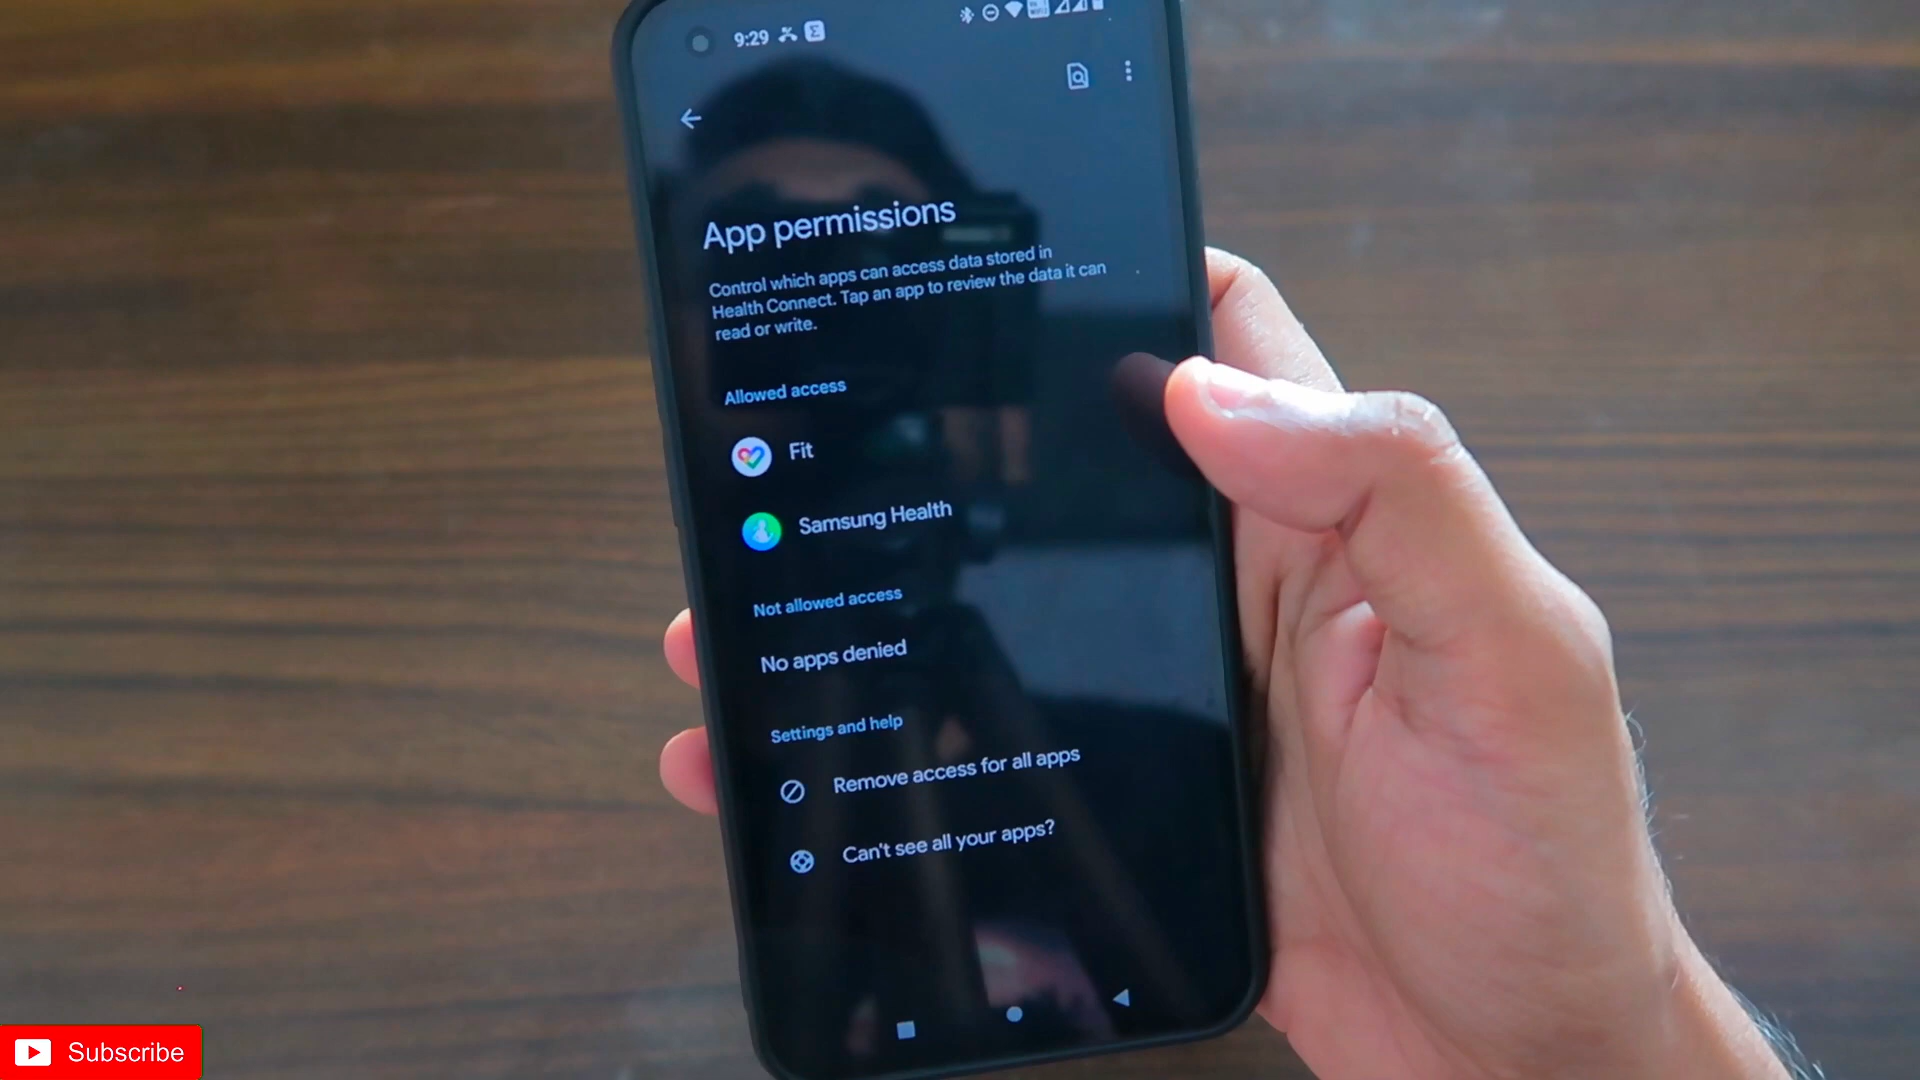 9:29
App permissions
Control which apps can access data stored in
Health Connect. Tap an app to review the data it can
read or write.
Allowed access
Fit
Samsung Health
Not allowed access
No apps denied
Settings and help
Remove access for all apps
Can't see all your apps?
Subscribe